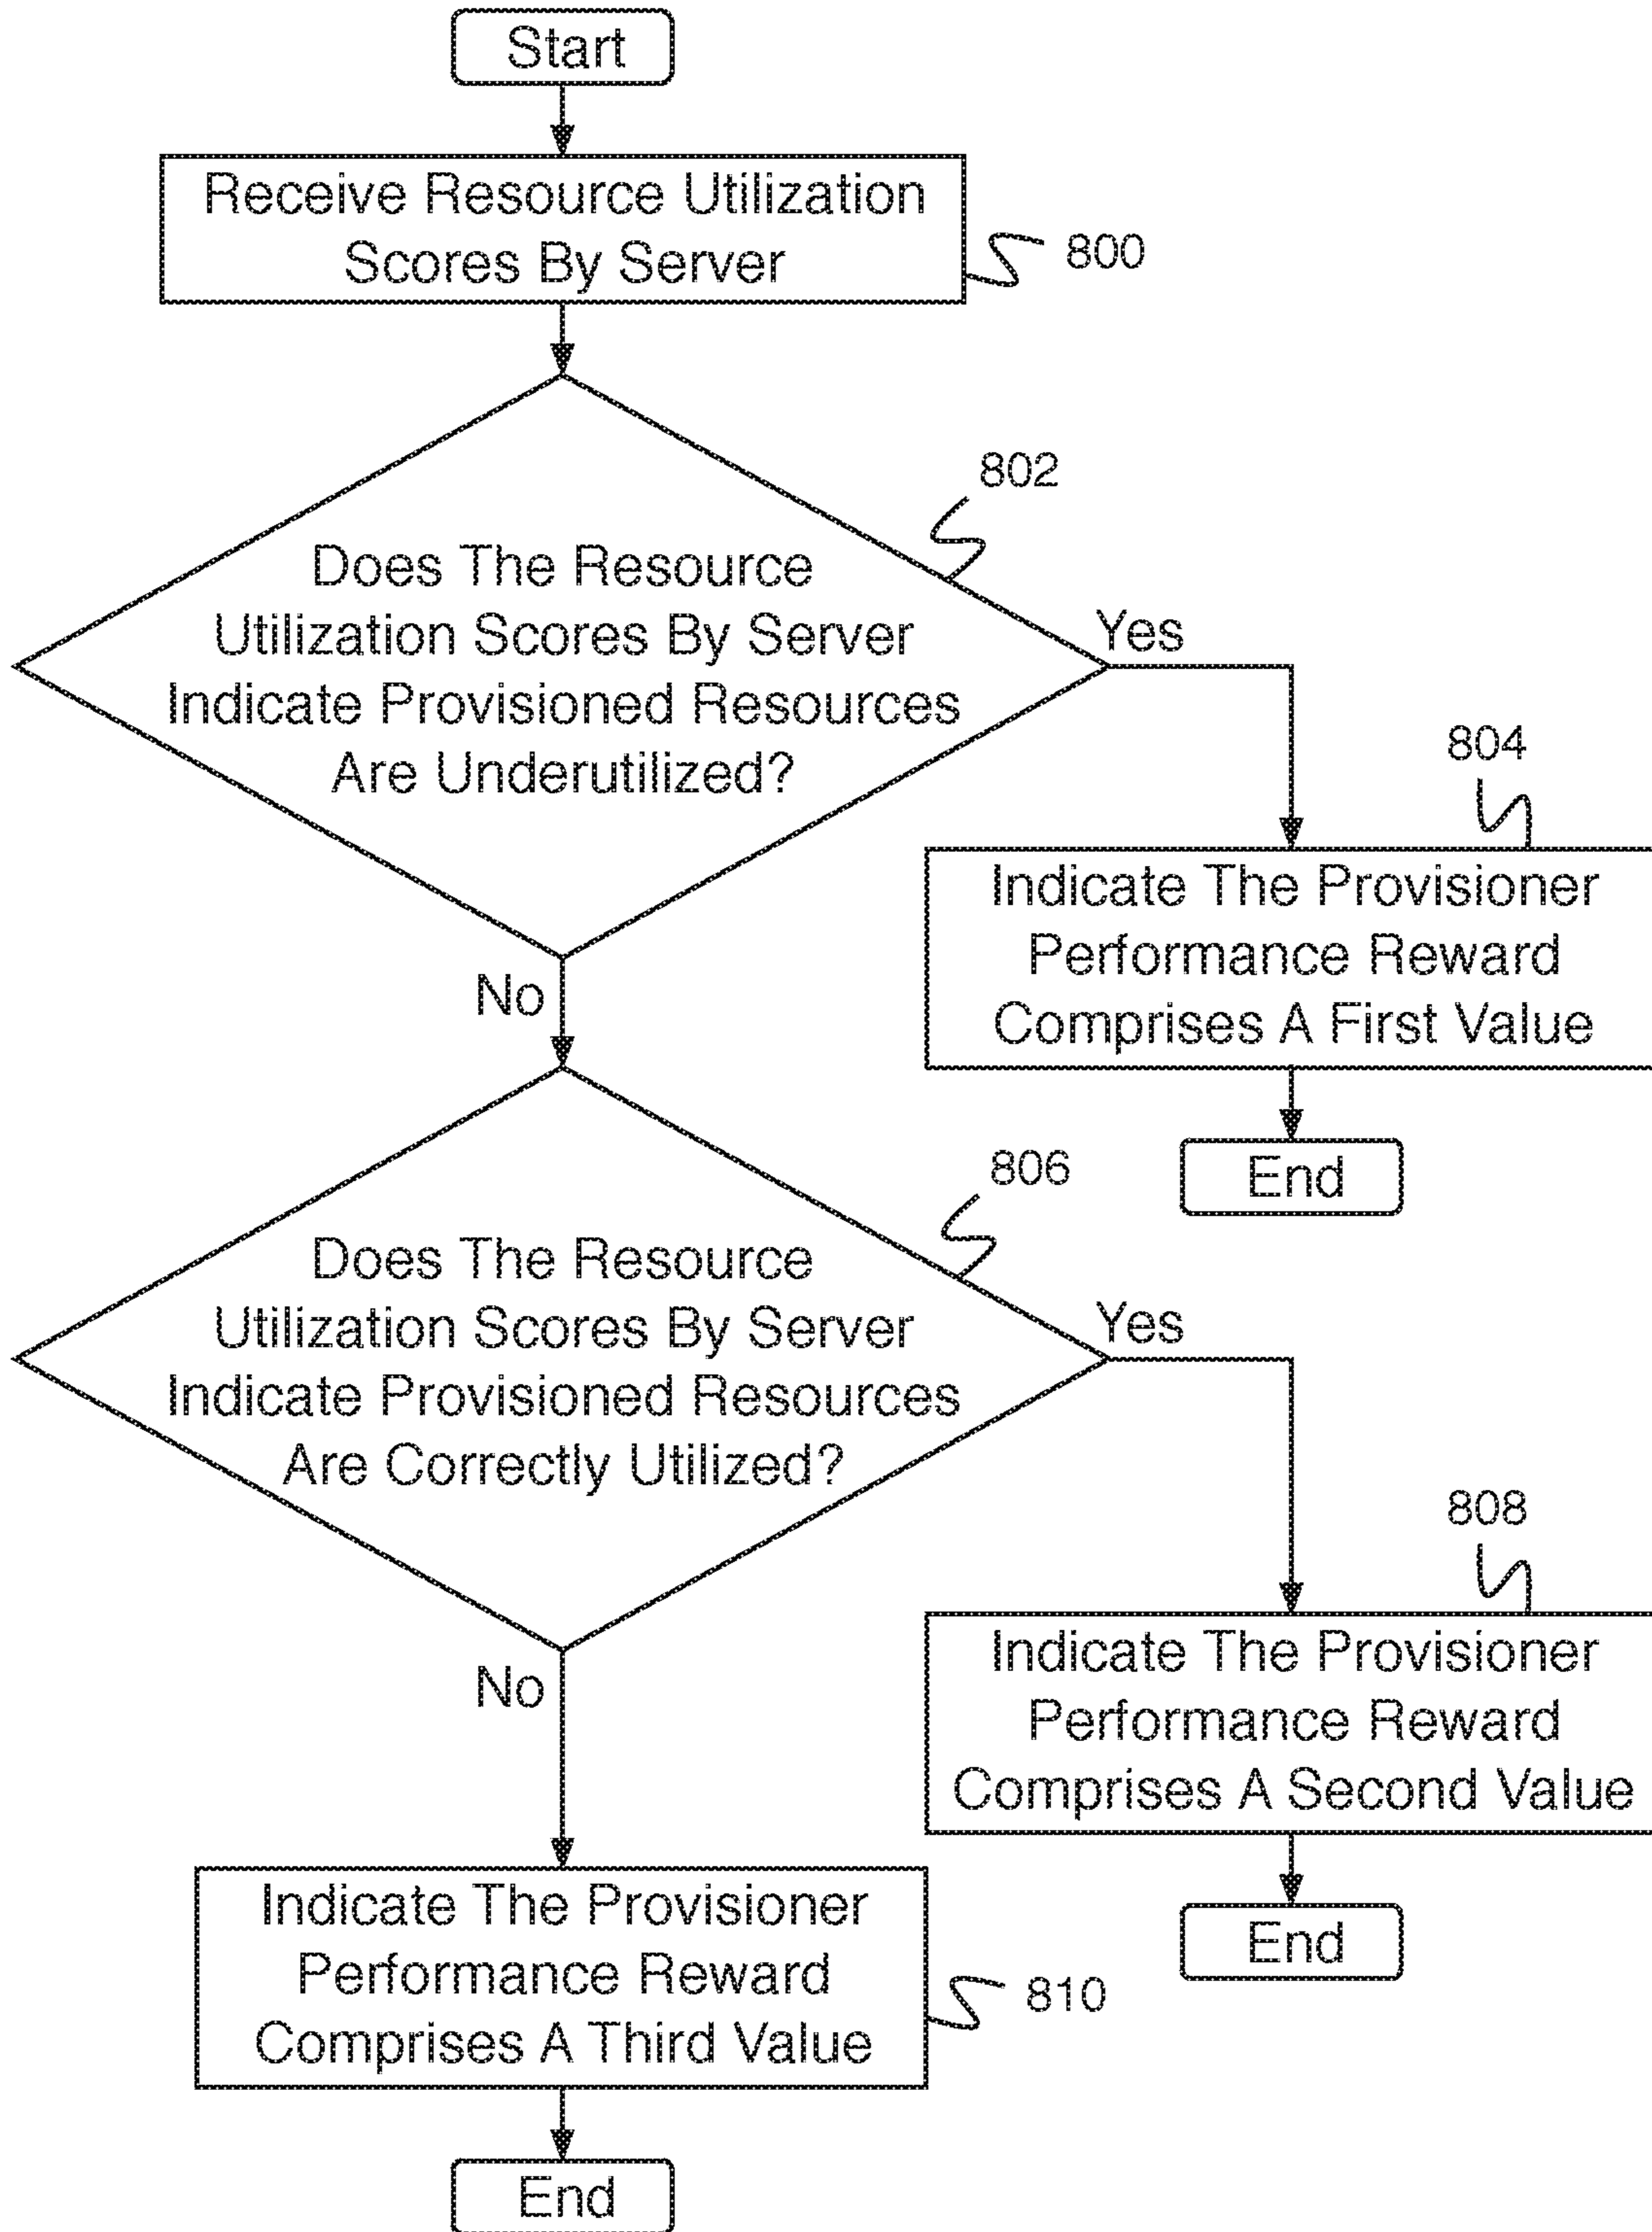 Start
Receive Resource Utilization
Scores By Server
800
802
Does The Resource
Utilization Scores By Server
Indicate Provisioned Resources
Are Underutilized?
Yes
804
Indicate The Provisioner
Performance Reward
Comprises A First Value
End
No
806
Does The Resource
Utilization Scores By Server
Indicate Provisioned Resources
Are Correctly Utilized?
Yes
808
Indicate The Provisioner
Performance Reward
Comprises A Second Value
End
No
Indicate The Provisioner
Performance Reward
Comprises A Third Value
810
End